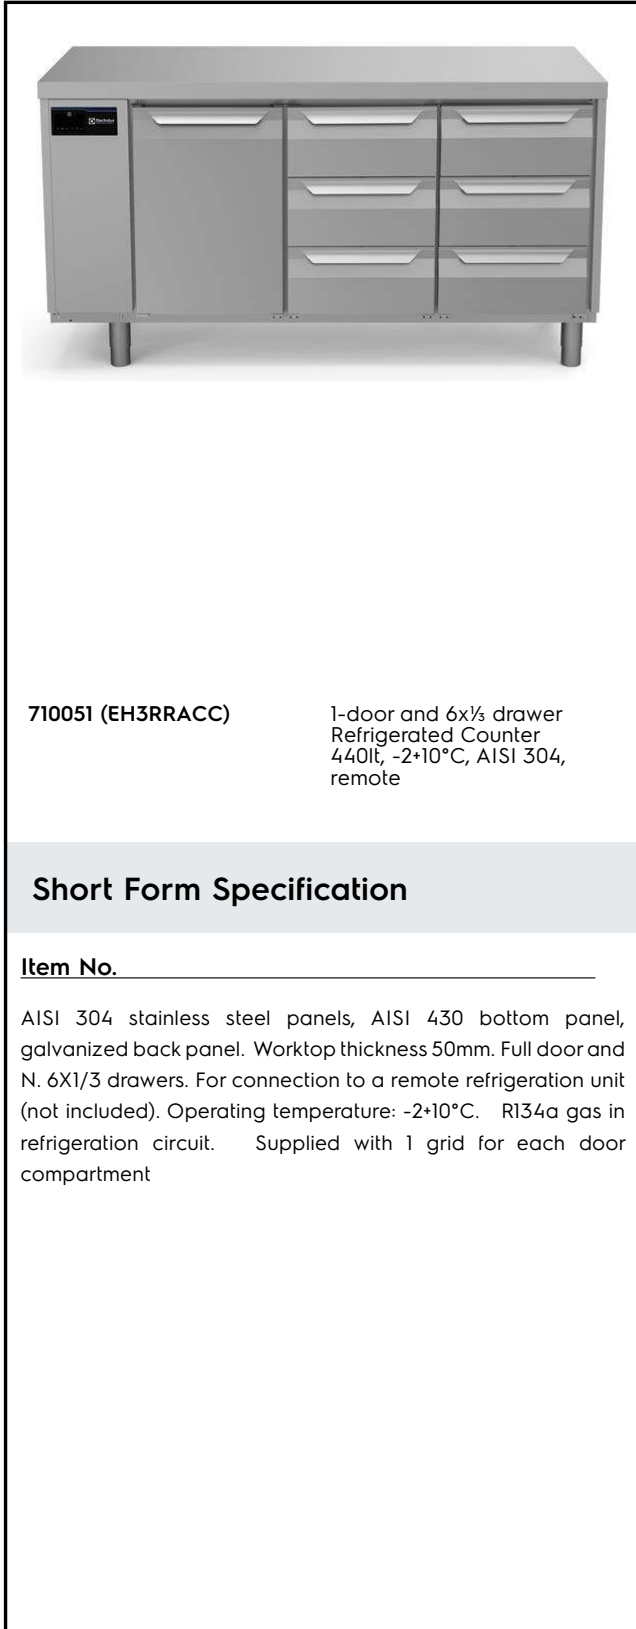 Electrolux
710051 (EH3RRACC)
1-door and 6x⅓ drawer
Refrigerated Counter
440lt, -2+10°C, AISI 304,
remote
Short Form Specification
Item No.
AISI 304 stainless steel panels, AISI 430 bottom panel,
galvanized back panel. Worktop thickness 50mm. Full door and
N. 6X1/3 drawers. For connection to a remote refrigeration unit
(not included). Operating temperature: -2+10°C. R134a gas in
refrigeration circuit. Supplied with 1 grid for each door
compartment